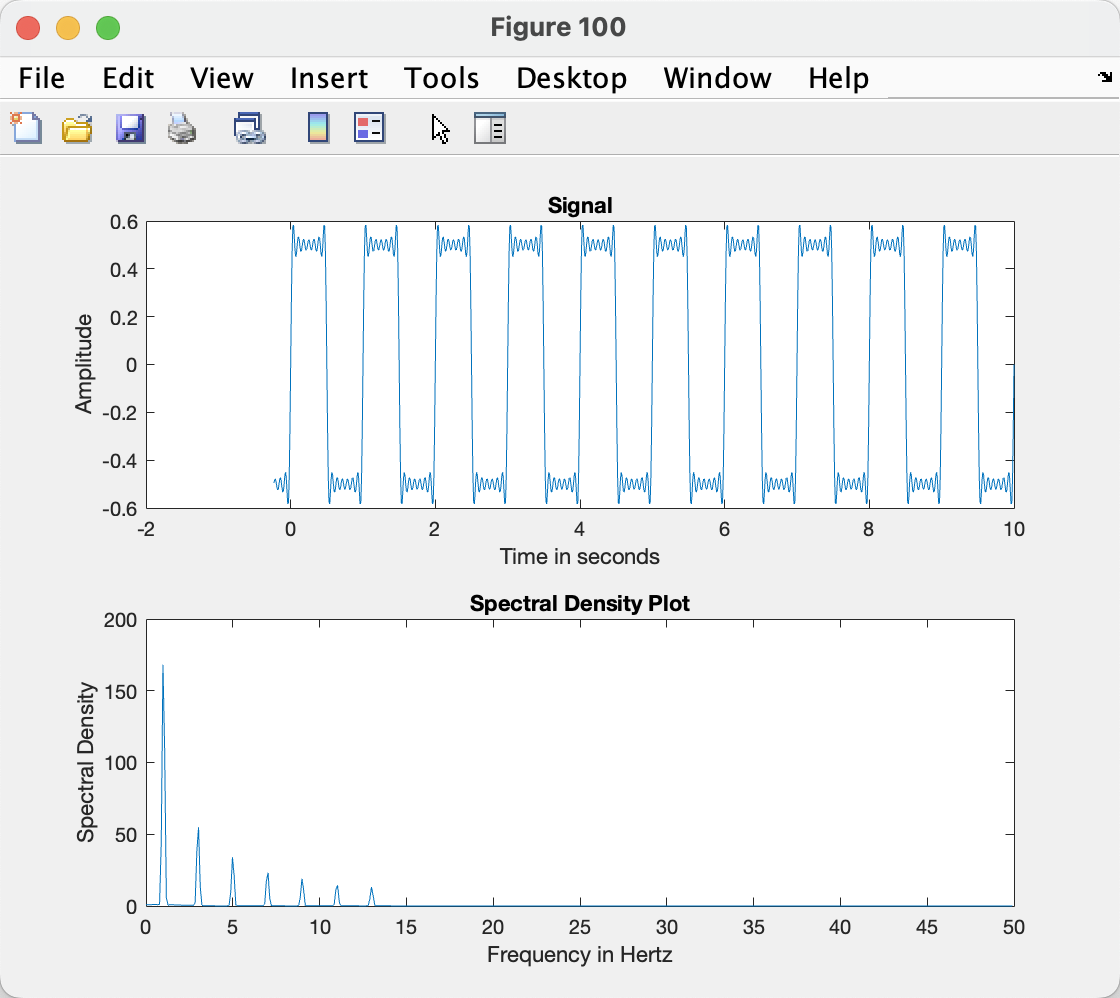 Figure 100
File Edit View Insert Tools Desktop Window Help
Signal
0.6
0.4
0.2
0
-0.2
-0.4
-0.6
Amplitude
-2 0 2 4 6 8 10
Time in seconds
Spectral Density Plot
200
150
100
50
0
Spectral Density
0 5 10 15 20 25 30 35 40 45 50
Frequency in Hertz